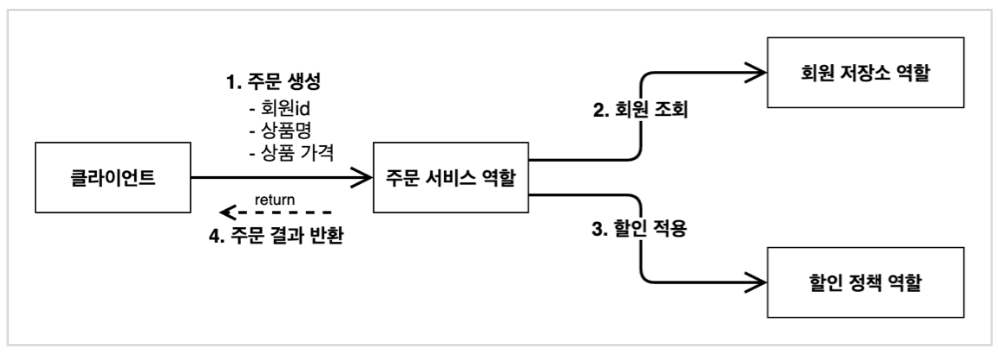 1. 주문 생성
- 회원id
- 상품명
- 상품 가격
클라이언트
주문 서비스 역할
return
4. 주문 결과 반환
2. 회원 조회
회원 저장소 역할
3. 할인 적용
할인 정책 역할